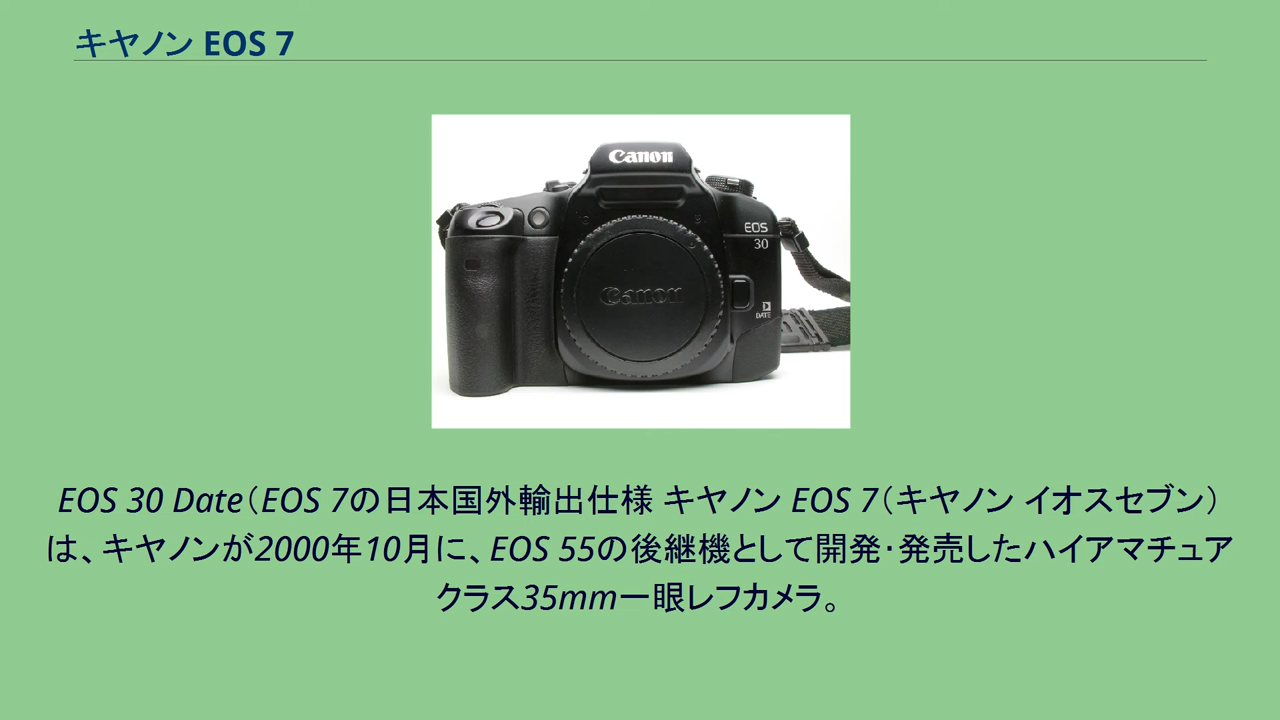 キヤノン EOS 7
Canon
EOS
30
Canon
DATE
EOS 30 Date（EOS 7の日本国外輸出仕様 キヤノン EOS 7（キヤノン イオスセブン）
は、キヤノンが2000年10月に、EOS 55の後継機として開発･発売したハイアマチュア
クラス35mm一眼レフカメラ。